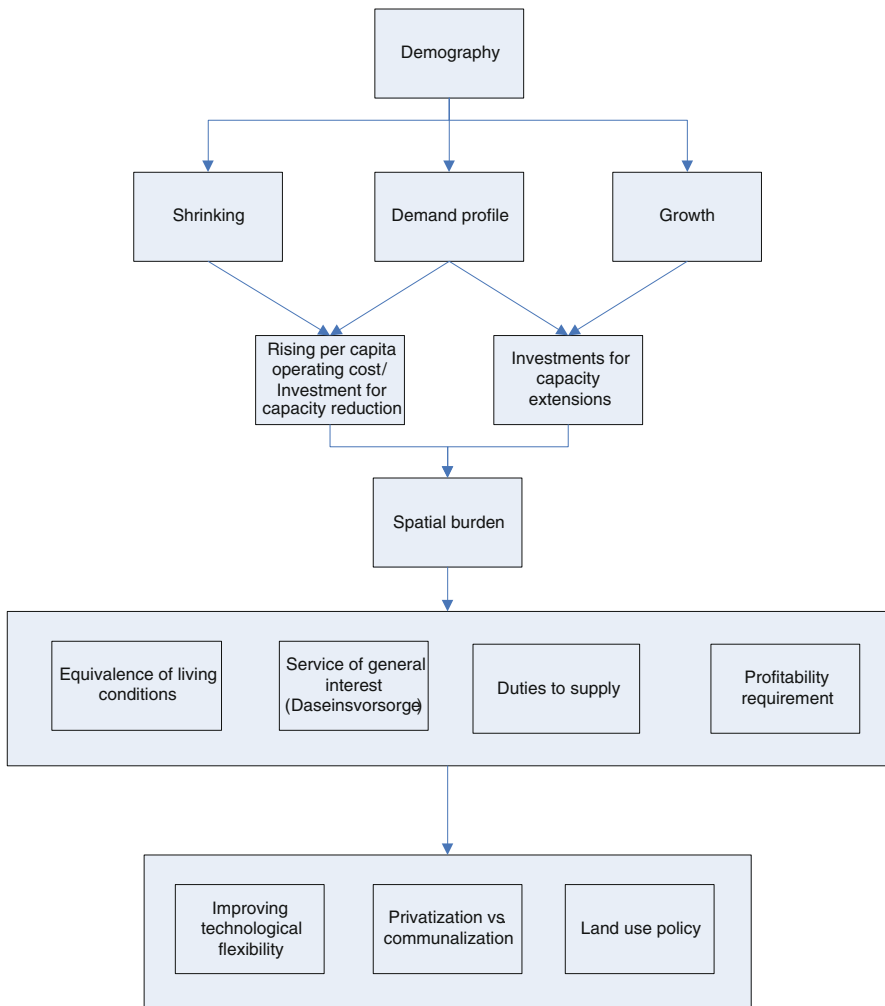 Demography
Shrinking
Demand profile
Growth
Rising per capita
operating cost/
Investment for
capacity reduction
Investments for
capacity
extensions
Spatial burden
Equivalence of living
conditions
Service of general
interest
(Daseinsvorsorge)
Duties to supply
Profitability
requirement
Improving
technological
flexibility
Privatization vs.
communalization
Land use policy